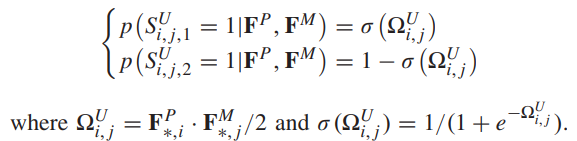 p(S^U_{i,j,1} = 1|F^P, F^M) = σ(Ω^U_{i,j})
p(S^U_{i,j,2} = 1|F^P, F^M) = 1 − σ(Ω^U_{i,j})
where Ω^U_{i,j} = F^P_{*,i} · F^M_{*,j}/2 and σ(Ω^U_{i,j}) = 1/(1 + e^{−Ω^U_{i,j}}).